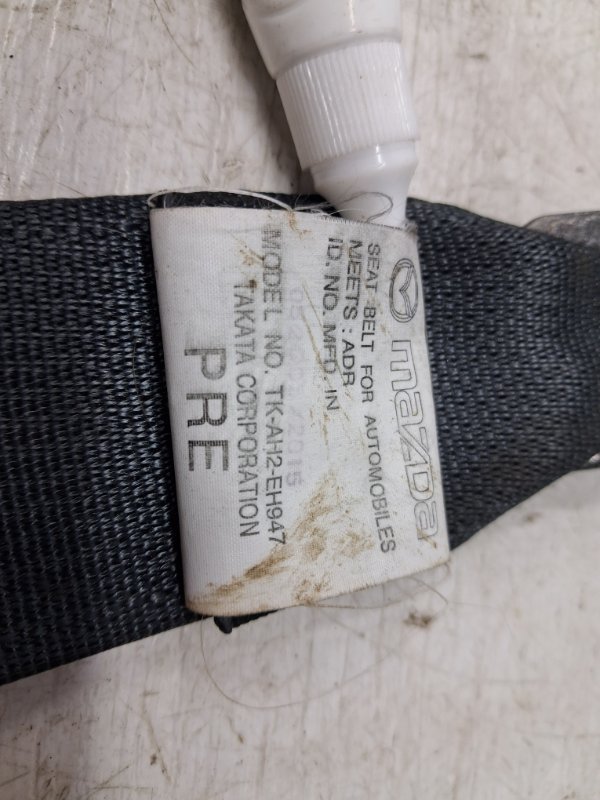 mazda
SEAT BELT FOR AUTOMOBILES
MEETS : ADR
ID. NO. MFD. IN
MODEL NO. TK-AH2-EH947
TAKATA CORPORATION
PRE